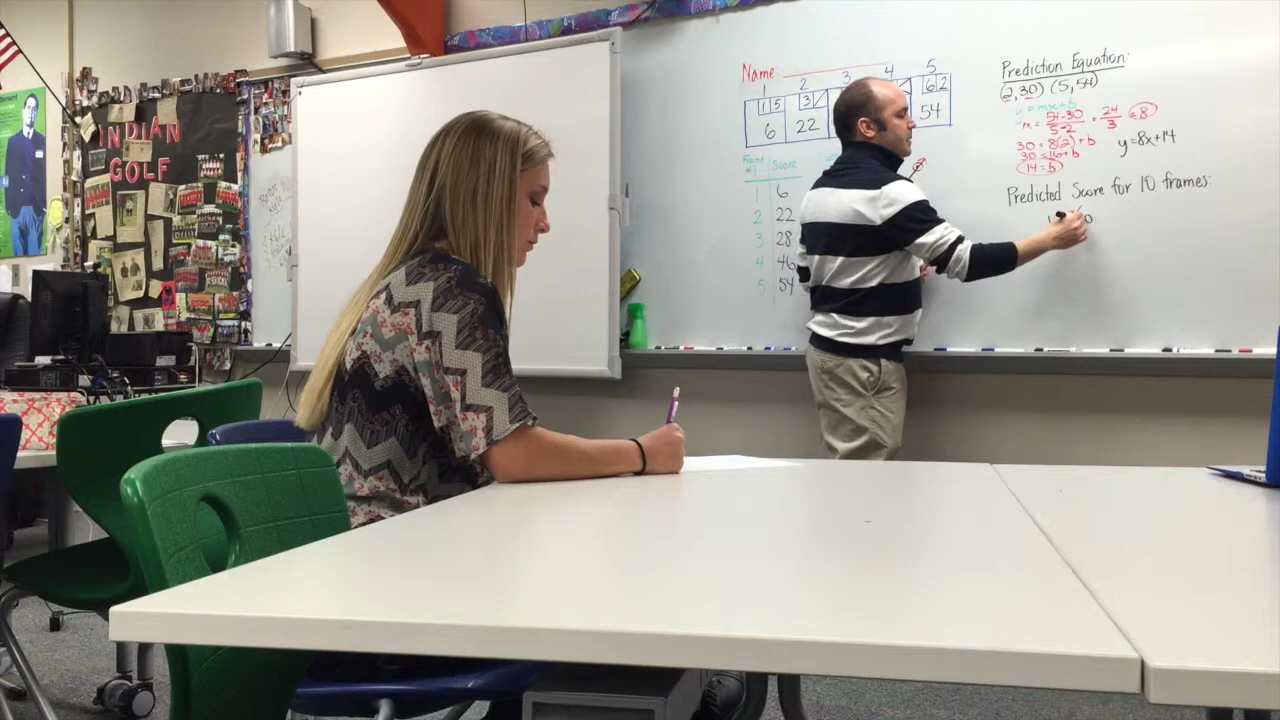 INDIAN
GOLF
Name:
1 2 3 4 5
1 5 3 / 6 2
6 22 54
Frame # Score
1 6
2 22
3 28
4 46
5 54
Prediction Equation:
(2,30) (5,54)
y = mx+b
m = 54-30 / 5-2 = 24 / 3 = 8
30 = 8(2)+b
30 = 16+b
14 = b
y=8x+14
Predicted Score for 10 frames: